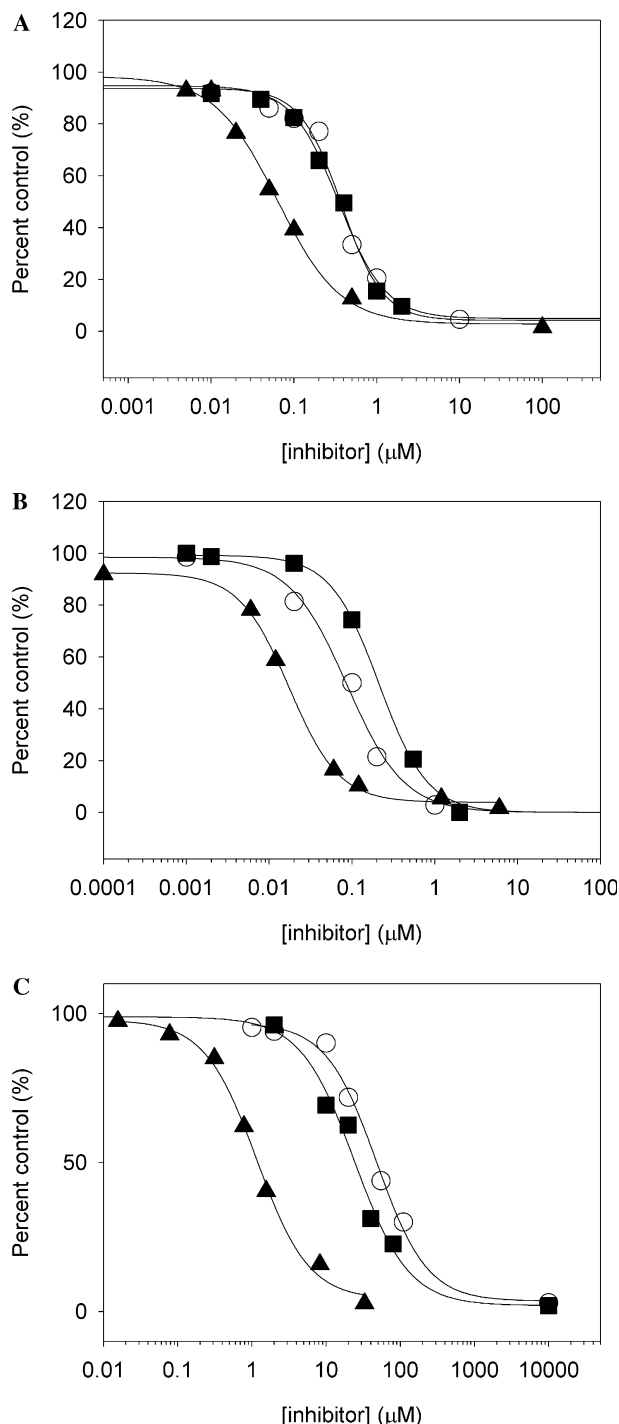 A
Percent control (%)
120
100
80
60
40
20
0
0.001 0.01 0.1 1 10 100
[inhibitor] (μM)
B
Percent control (%)
120
100
80
60
40
20
0
0.0001 0.001 0.01 0.1 1 10 100
[inhibitor] (μM)
C
Percent control (%)
100
50
0
0.01 0.1 1 10 100 1000 10000
[inhibitor] (μM)